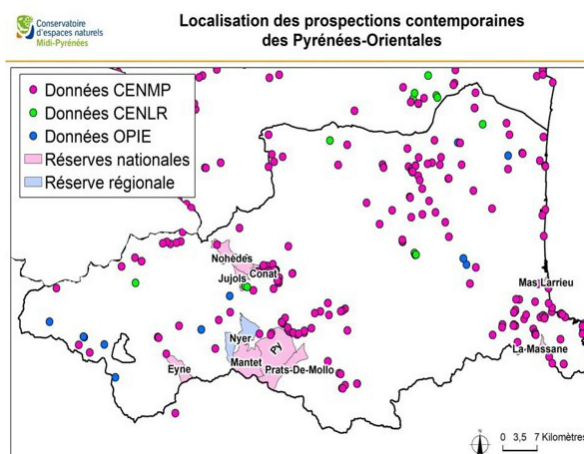 Conservatoire
d'espaces naturels
Midi-Pyrénées
Localisation des prospections contemporaines
des Pyrénées-Orientales
Données CENMP
Données CENLR
Données OPIE
Réserves nationales
Réserve régionale
Nohèdes
Conat
Jujols
Mas Larrieu
Nyer
Py
La-Massane
Mantet
Eyne
Prats-De-Mollo
N
0 3,5 7 Kilomètres